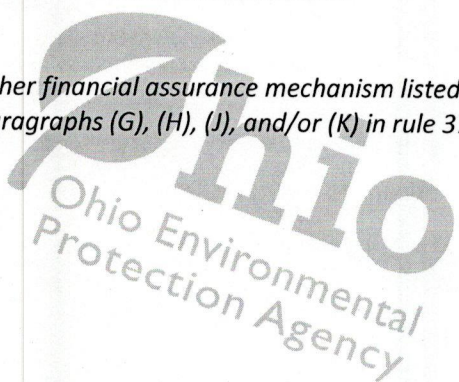 her financial assurance mechanism listed
ragraphs (G), (H), (J), and/or (K) in rule 3
Ohio
Ohio Environmental
Protection Agency